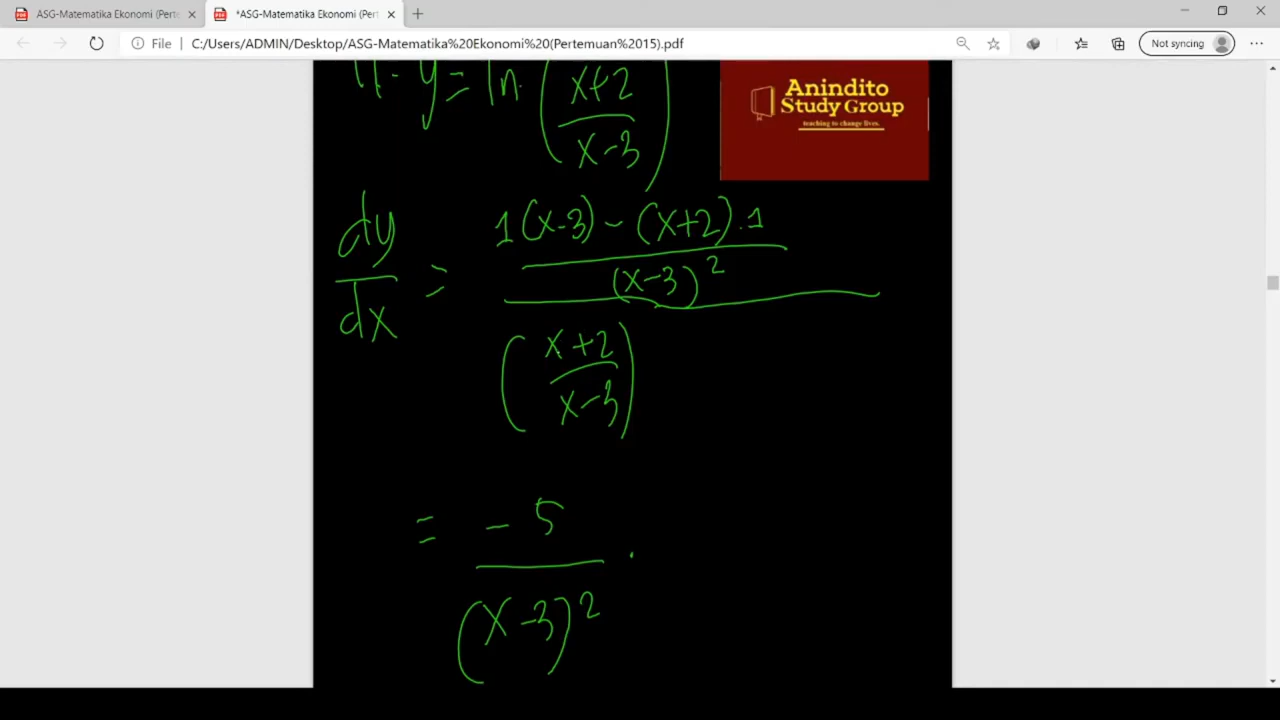 ASG-Matematika Ekonomi (Pert
*ASG-Matematika Ekonomi (Pert
File C:/Users/ADMIN/Desktop/ASG-Matematika%20Ekonomi%20(Pertemuan%2015).pdf Not syncing
Anindito
Study Group
teaching to change lives.
y = ln (x+2 / x-3)
dy/dx = 1(x-3) - (x+2).1
(x-3)²
(x+2 / x-3)
= -5 / (x-3)² .